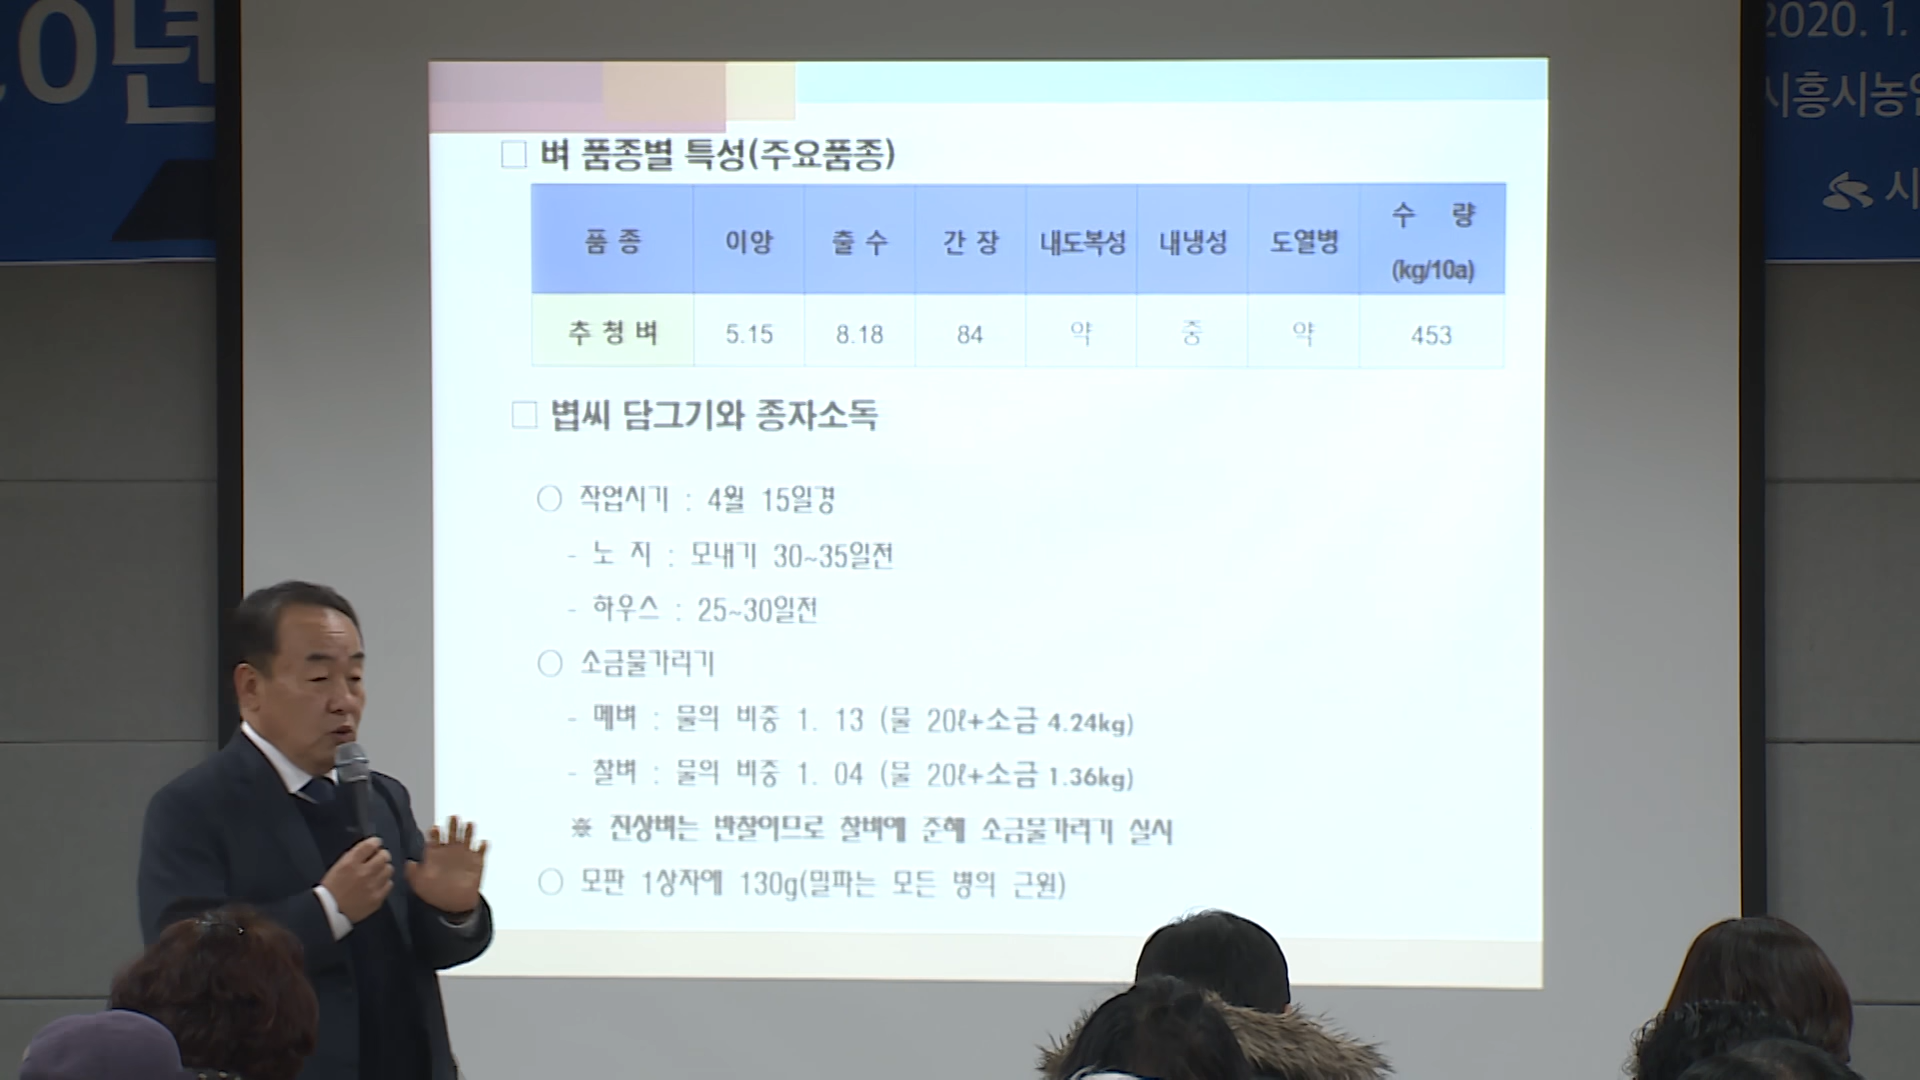 0년
2020. 1.
시흥시농업
시
□ 벼 품종별 특성(주요품종)
품 종 이앙 출 수 간 장 내도복성 내냉성 도열병 수 량 (kg/10a)
추 청 벼 5.15 8.18 84 약 중 약 453
□ 볍씨 담그기와 종자소독
○ 작업시기 : 4월 15일경
- 노 지 : 모내기 30~35일전
- 하우스 : 25~30일전
○ 소금물가리기
- 메벼 : 물의 비중 1. 13 (물 20ℓ+소금 4.24kg)
- 찰벼 : 물의 비중 1. 04 (물 20ℓ+소금 1.36kg)
※ 진상벼는 반찰이므로 찰벼에 준해 소금물가리기 실시
○ 모판 1상자에 130g(밀파는 모든 병의 근원)